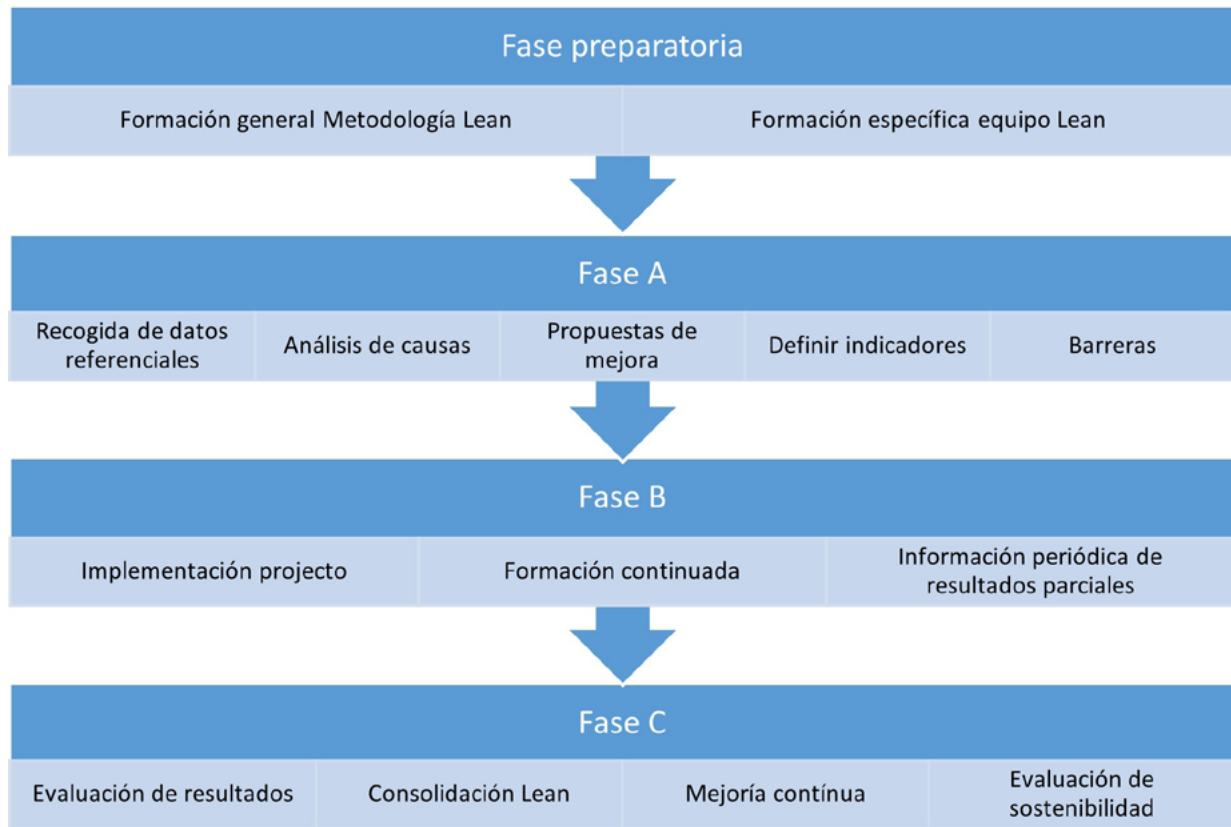 Fase preparatoria
Formación general Metodología Lean
Formación específica equipo Lean
Fase A
Recogida de datos
referenciales
Análisis de causas
Propuestas de
mejora
Definir indicadores
Barreras
Fase B
Implementación projecto
Formación continuada
Información periódica de
resultados parciales
Fase C
Evaluación de resultados
Consolidación Lean
Mejoría contínua
Evaluación de
sostenibilidad